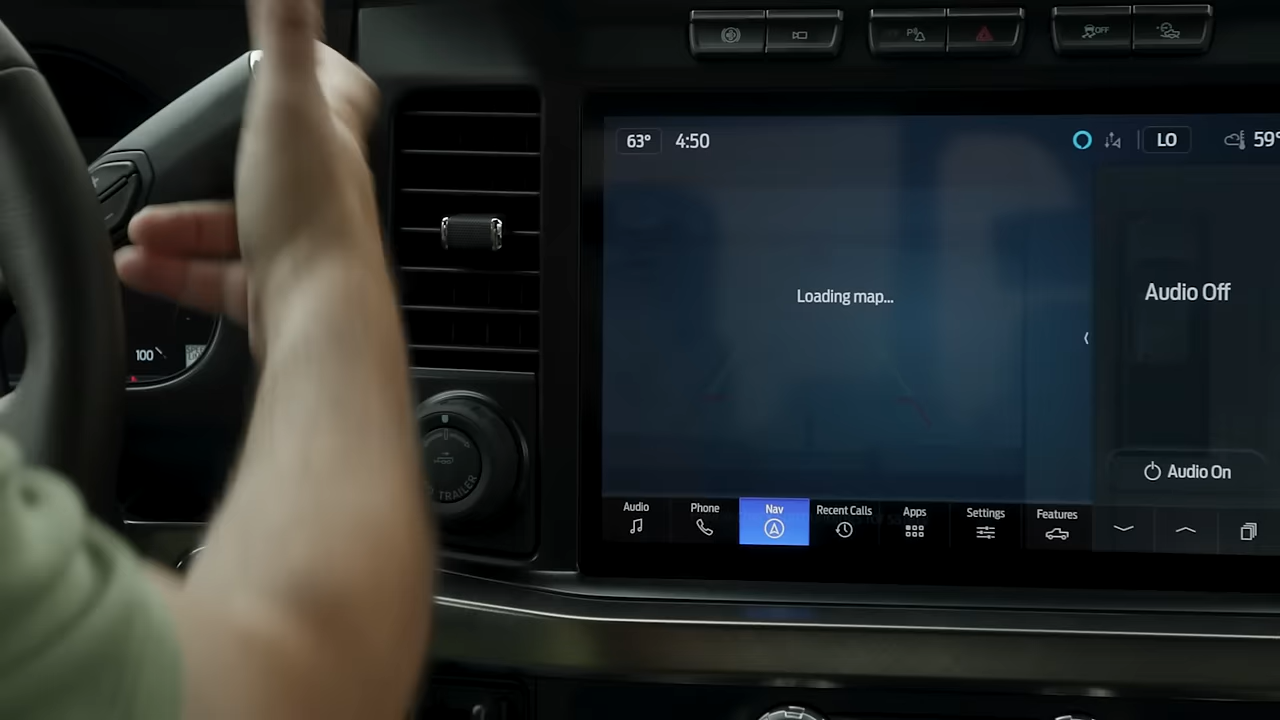 P
OFF
63° 4:50 LO 59°
Loading map...
Audio Off
100
TRAILER
Audio On
Audio Phone Nav Recent Calls Apps Settings Features